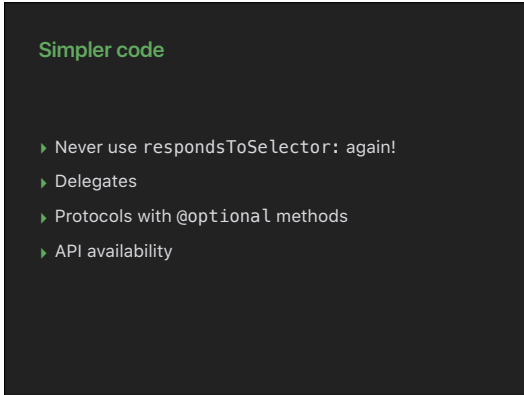 Simpler code
▸ Never use respondsToSelector: again!
▸ Delegates
▸ Protocols with @optional methods
▸ API availability